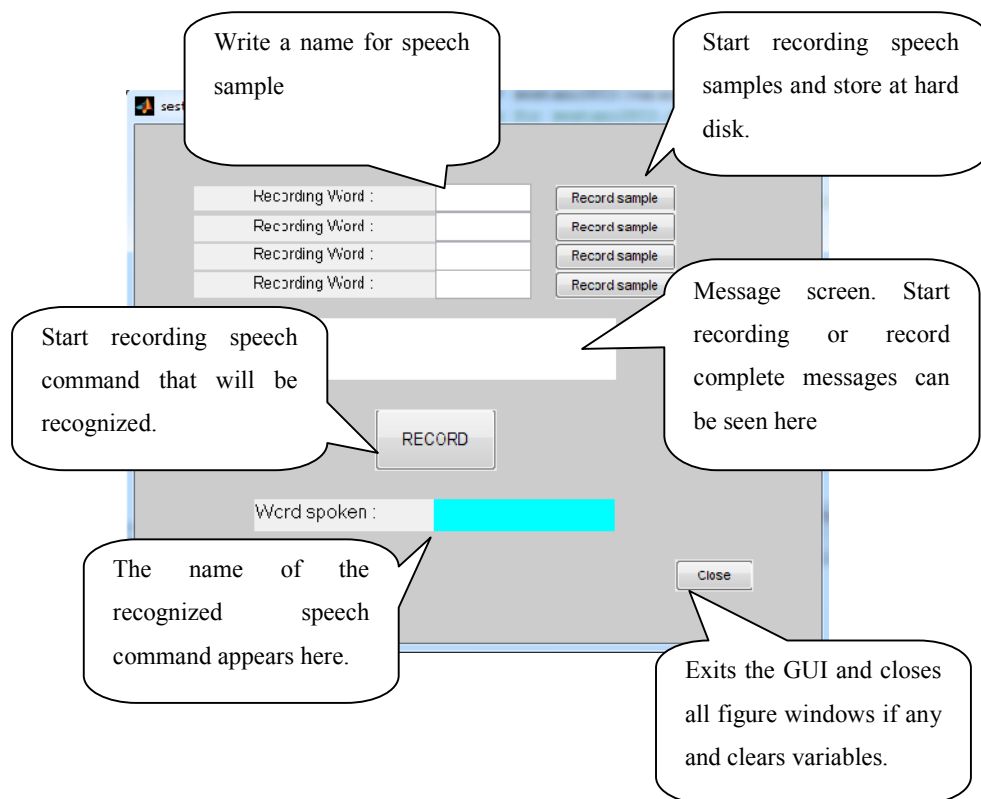 Write a name for speech
sample
Start recording speech
samples and store at hard
disk.
sest
Recording Word :
Record sample
Recording Word :
Record sample
Recording Word :
Record sample
Recording Word :
Record sample
Message screen. Start
recording or record
complete messages can
be seen here
Start recording speech
command that will be
recognized.
RECORD
Word spoken :
The name of the
recognized speech
command appears here.
Close
Exits the GUI and closes
all figure windows if any
and clears variables.